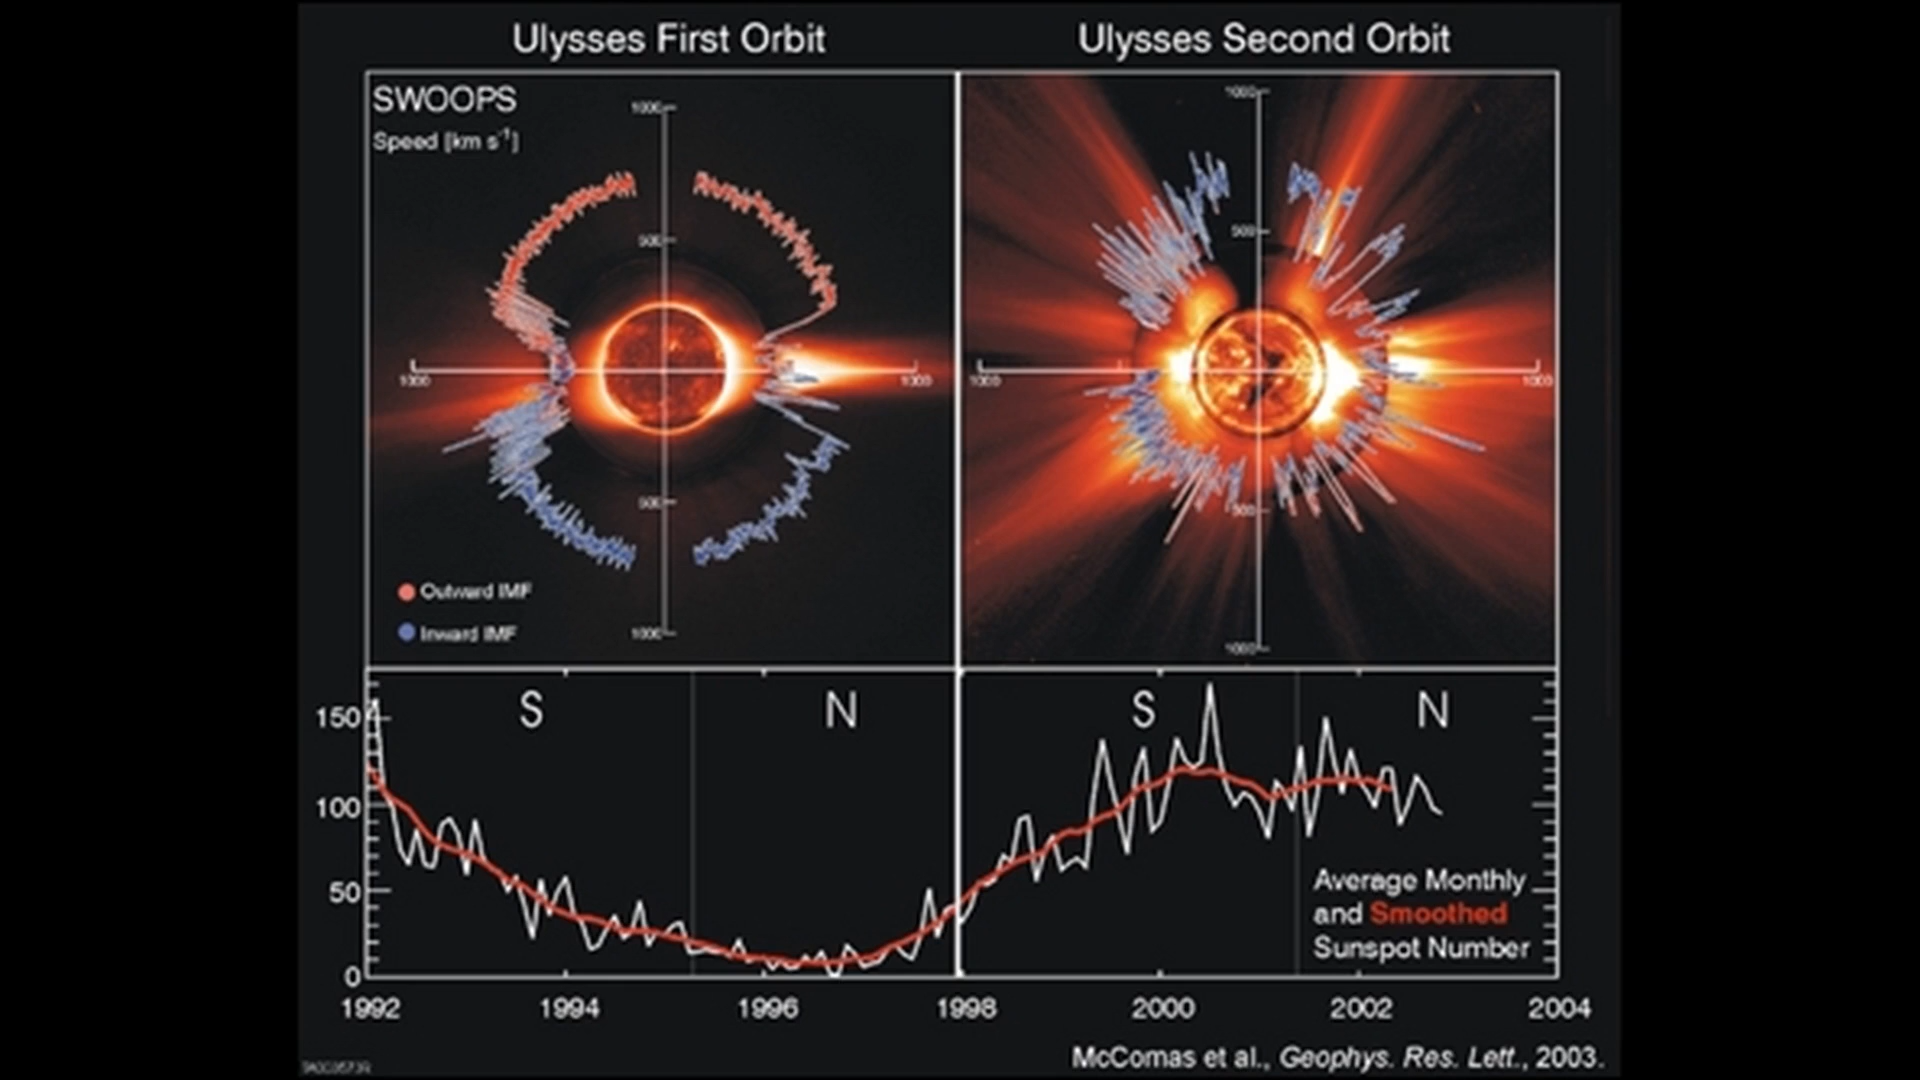 Ulysses First Orbit
Ulysses Second Orbit
SWOOPS
Speed [km s⁻¹]
1000
500
1000
1000
500
1000
Outward IMF
Inward IMF
1000
500
1000
1000
500
1000
S
N
S
N
150
100
50
0
Average Monthly
and Smoothed
Sunspot Number
1992
1994
1996
1998
2000
2002
2004
McComas et al., Geophys. Res. Lett., 2003.